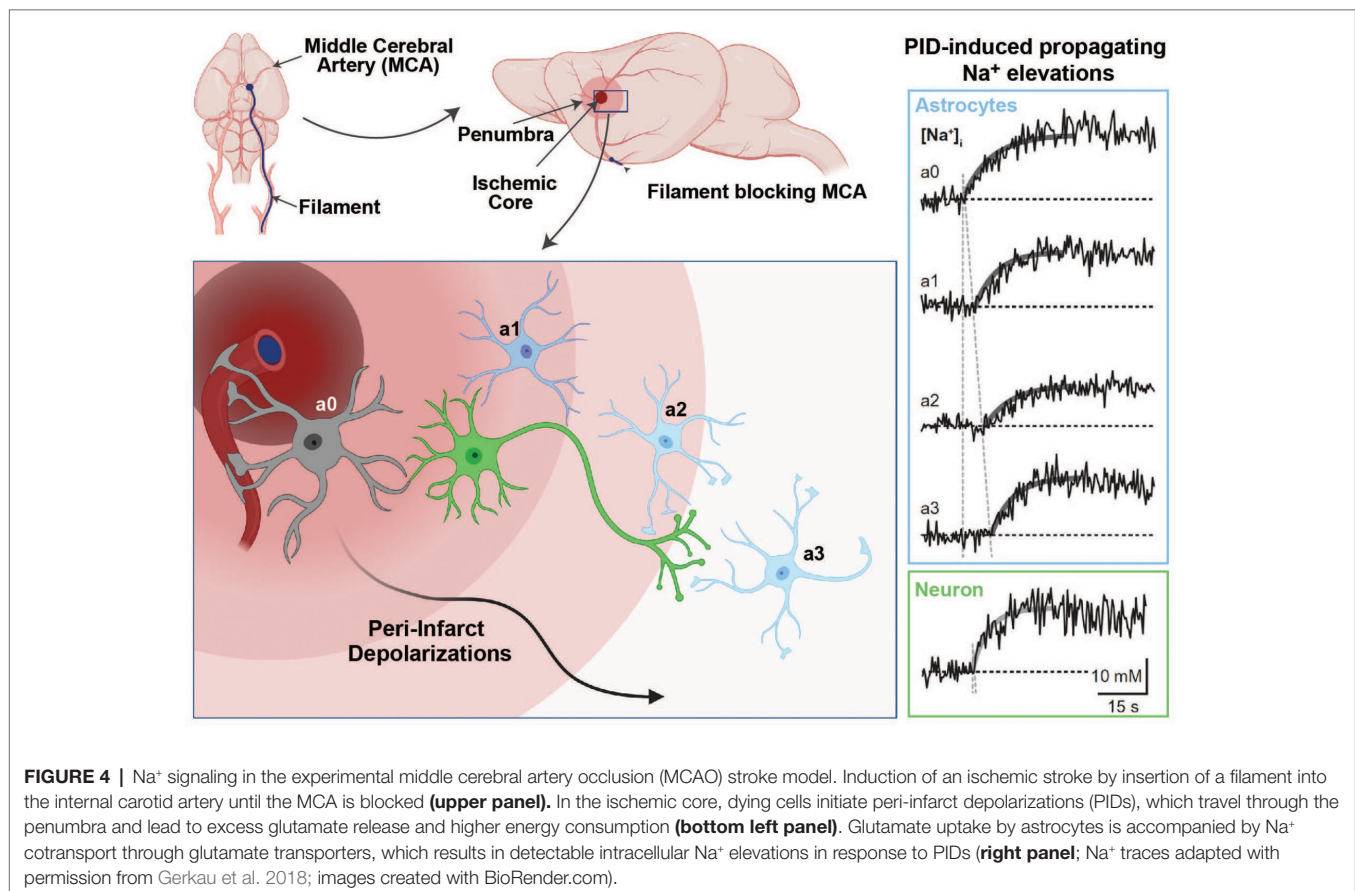 Middle Cerebral
Artery (MCA)
Filament
Penumbra
Ischemic
Core
Filament blocking MCA
PID-induced propagating
Na⁺ elevations
Astrocytes
[Na⁺]i
a0
a1
a2
a3
Neuron
10 mM
15 s
a0
a1
a2
a3
Peri-Infarct
Depolarizations
FIGURE 4 | Na⁺ signaling in the experimental middle cerebral artery occlusion (MCAO) stroke model. Induction of an ischemic stroke by insertion of a filament into
the internal carotid artery until the MCA is blocked (upper panel). In the ischemic core, dying cells initiate peri-infarct depolarizations (PIDs), which travel through the
penumbra and lead to excess glutamate release and higher energy consumption (bottom left panel). Glutamate uptake by astrocytes is accompanied by Na⁺
cotransport through glutamate transporters, which results in detectable intracellular Na⁺ elevations in response to PIDs (right panel; Na⁺ traces adapted with
permission from Gerkau et al. 2018; images created with BioRender.com).